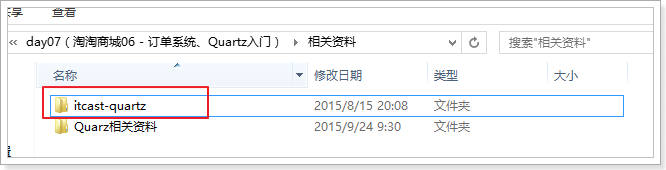 共享 查看
« day07（淘淘商城06 - 订单系统、Quartz入门） 相关资料 搜索"相关资料"
名称 修改日期 类型 大小
itcast-quartz 2015/8/15 20:08 文件夹
Quarz相关资料 2015/9/24 9:30 文件夹